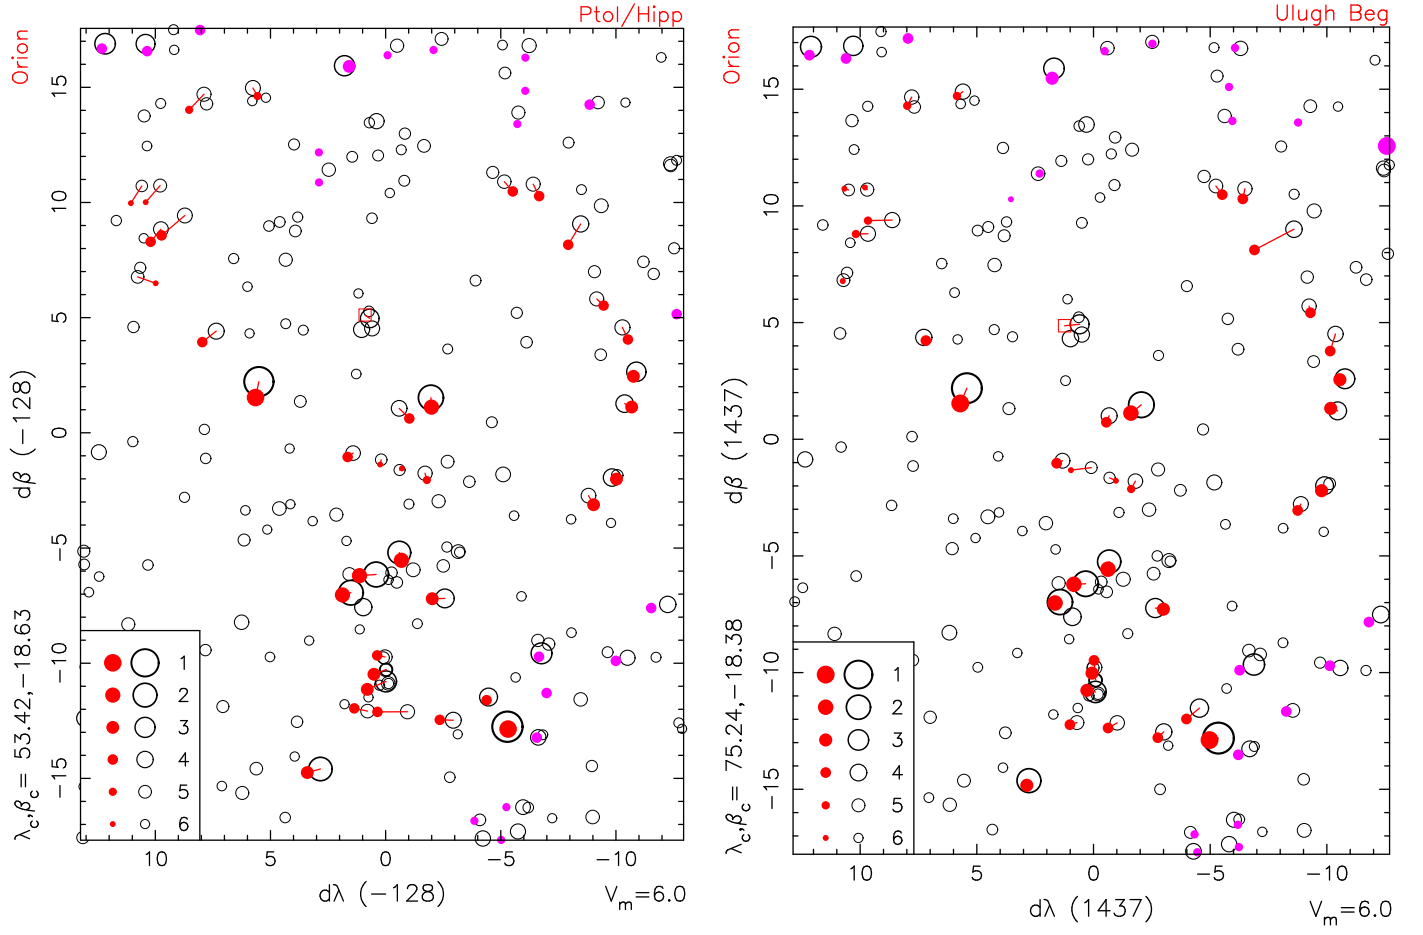 Ptol/Hipp
Orion
15
10
5
0
−5
−10
−15
dβ (−128)
λc,βc= 53.42,−18.63
1
2
3
4
5
6
10 5 0 −5 −10
dλ (−128)
Vm=6.0
Ulugh Beg
Orion
15
10
5
0
−5
−10
−15
dβ (1437)
λc,βc= 75.24,−18.38
1
2
3
4
5
6
10 5 0 −5 −10
dλ (1437)
Vm=6.0